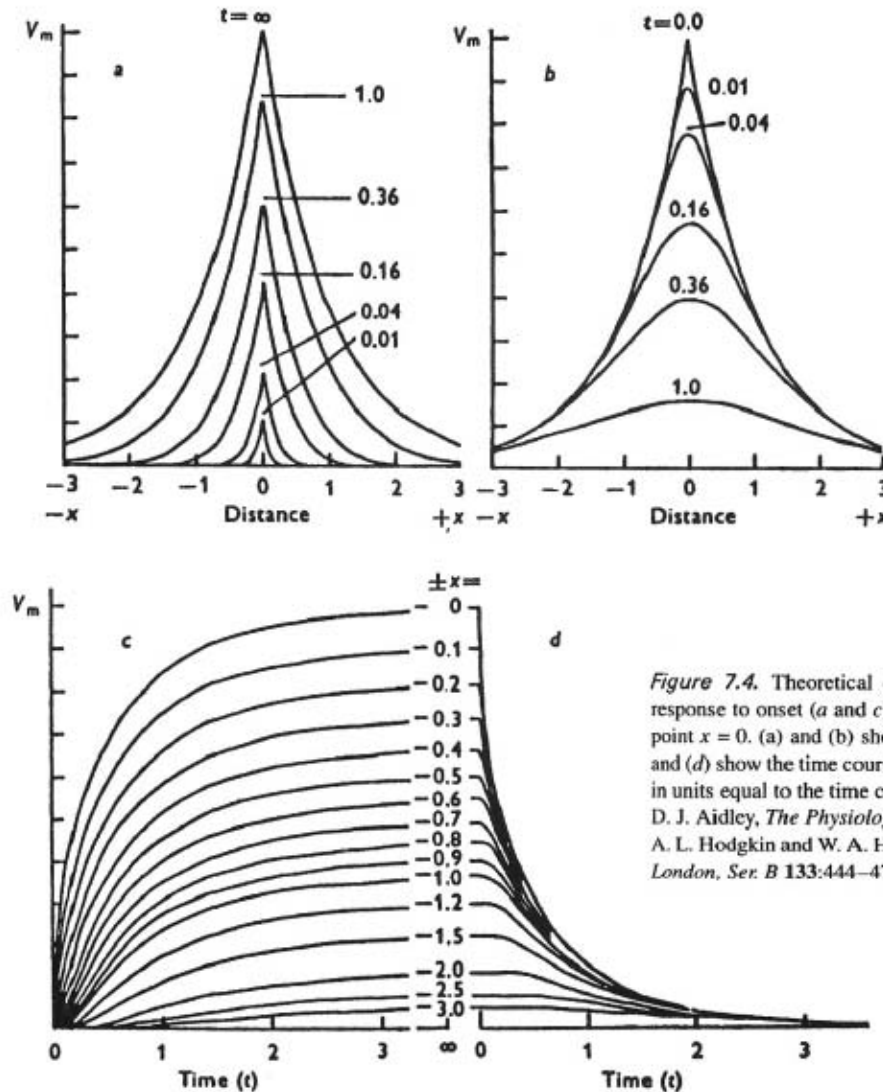 t = ∞
V_m
a
1.0
0.36
0.16
0.04
0.01
−3 −2 −1 0 1 2 3
−x Distance +x
t=0.0
V_m
b
0.01
0.04
0.16
0.36
1.0
−3 −2 −1 0 1 2 3
−x Distance +x
± x =
V_m
c
d
0
0.1
0.2
0.3
0.4
0.5
0.6
0.7
0.8
0.9
1.0
1.2
1.5
2.0
2.5
3.0
∞
0 1 2 3
Time (t)
0 1 2 3
Time (t)
Figure 7.4. Theoretical
response to onset (a and c
point x = 0. (a) and (b) sh
and (d) show the time cour
in units equal to the time c
D. J. Aidley, The Physiolo
A. L. Hodgkin and W. A. H
London, Ser. B 133:444–4